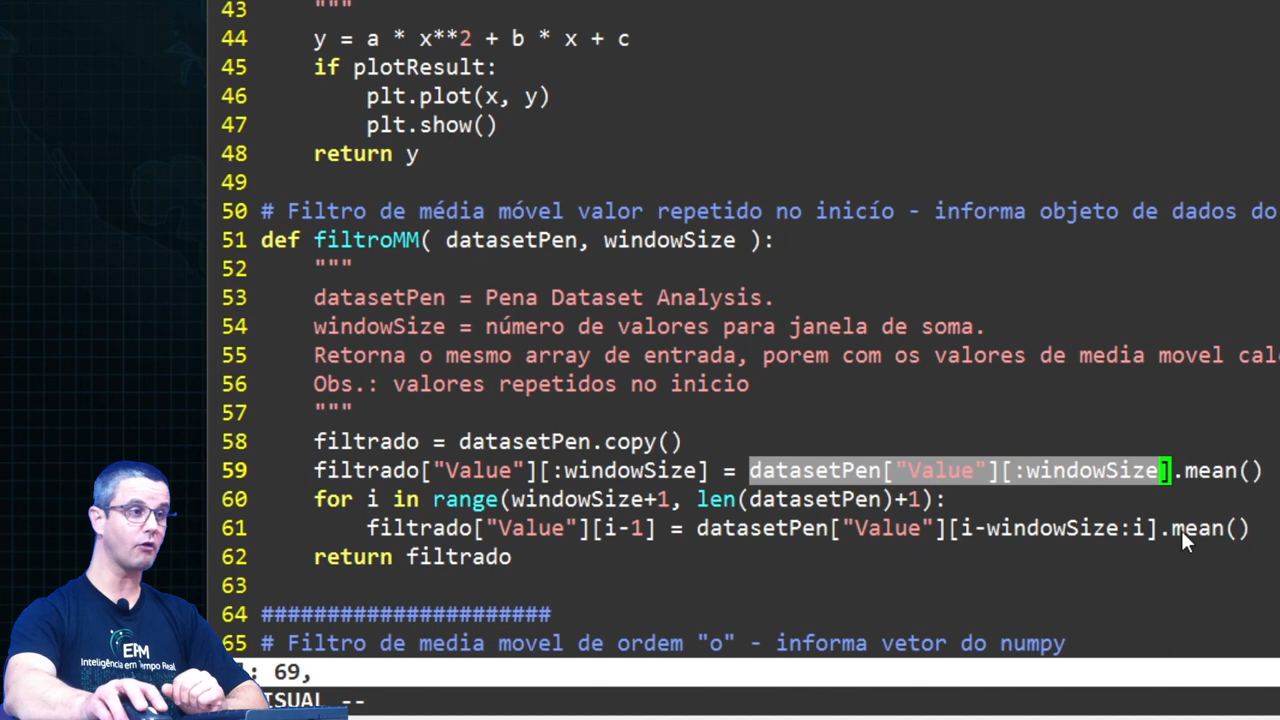 43 """
44 y = a * x**2 + b * x + c
45 if plotResult:
46 plt.plot(x, y)
47 plt.show()
48 return y
49
50 # Filtro de média móvel valor repetido no inicío - informa objeto de dados do
51 def filtroMM( datasetPen, windowSize ):
52 """
53 datasetPen = Pena Dataset Analysis.
54 windowSize = número de valores para janela de soma.
55 Retorna o mesmo array de entrada, porem com os valores de media movel cal
56 Obs.: valores repetidos no inicio
57 """
58 filtrado = datasetPen.copy()
59 filtrado["Value"][:windowSize] = datasetPen["Value"][:windowSize].mean()
60 for i in range(windowSize+1, len(datasetPen)+1):
61 filtrado["Value"][i-1] = datasetPen["Value"][i-windowSize:i].mean()
62 return filtrado
63
64 ######################
65 # Filtro de media movel de ordem "o" - informa vetor do numpy
: 69,
ISUAL --
EPM
Inteligência em Tempo Real